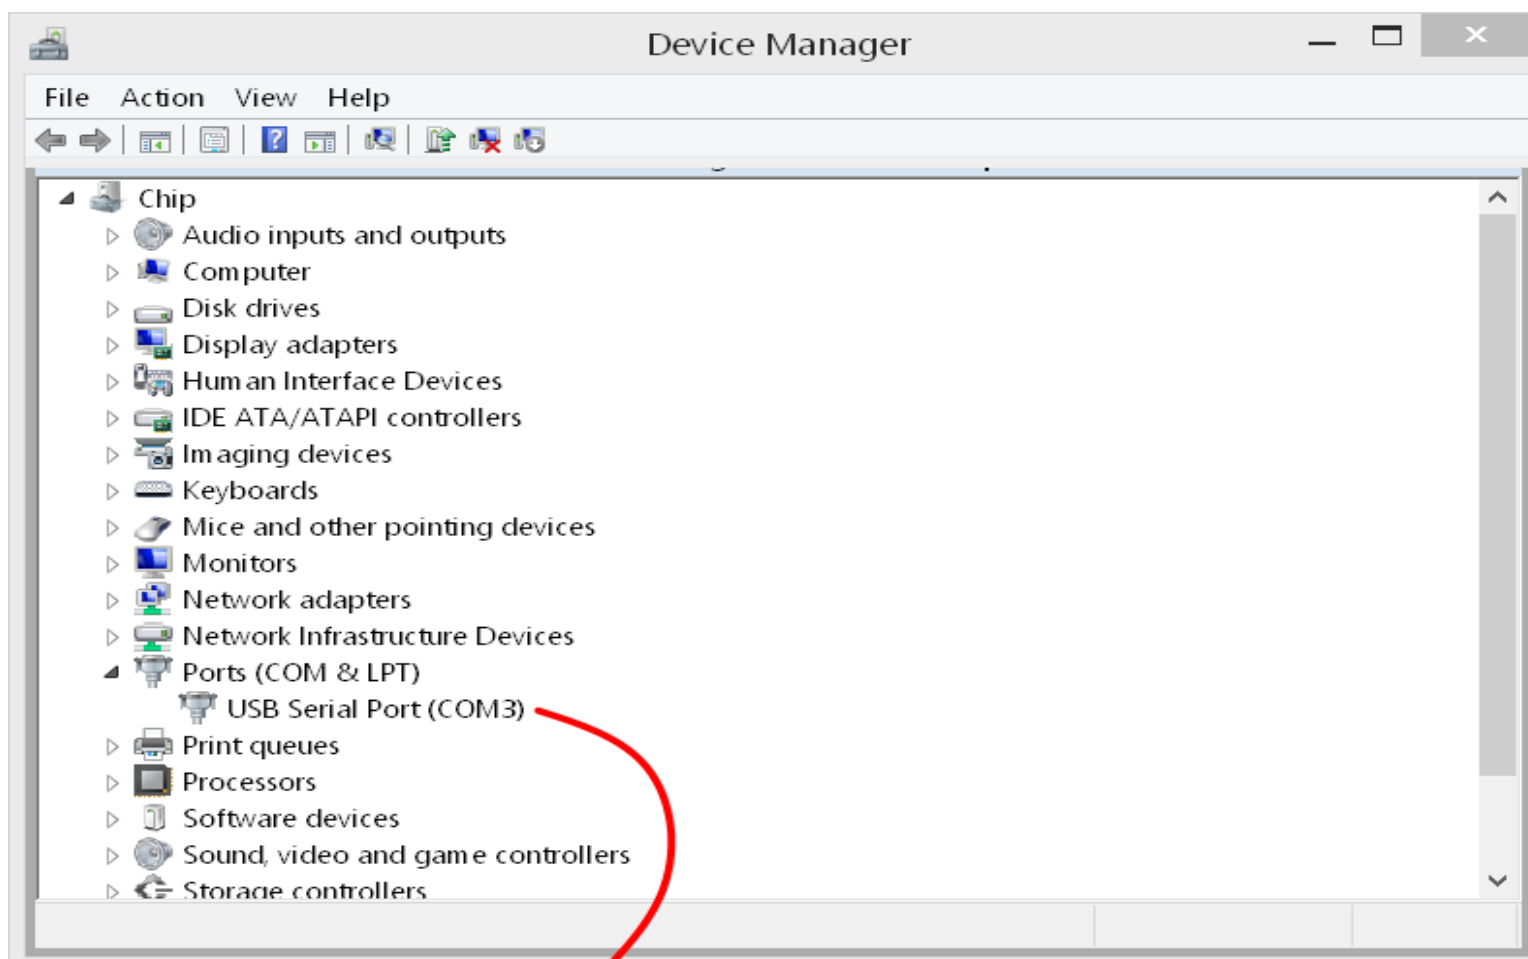 Device Manager
File Action View Help
Chip
Audio inputs and outputs
Computer
Disk drives
Display adapters
Human Interface Devices
IDE ATA/ATAPI controllers
Imaging devices
Keyboards
Mice and other pointing devices
Monitors
Network adapters
Network Infrastructure Devices
Ports (COM & LPT)
USB Serial Port (COM3)
Print queues
Processors
Software devices
Sound, video and game controllers
Storage controllers